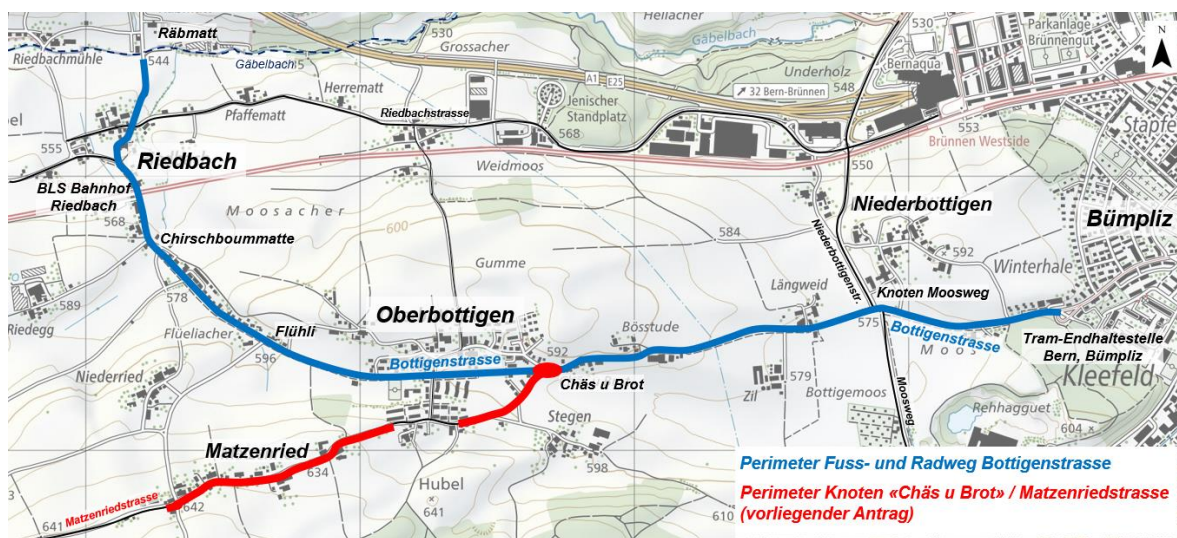 Räbmatt
530
Hellacher
530
Parkanlage
Brünnengut
N
Riedbachmühle
544
Gäbelbach
Grossacher
Gäbelbach
Bernaqua
A1
E25
Underholz
548
32 Bern-Brünnen
Herrematt
Pfaffematt
Riedbachstrasse
Jenischer
Standplatz
568
553
Stapfe
555
Brünnen Westside
Riedbach
Weidmoos
550
BLS Bahnhof
Riedbach
568
Moosacher
600
Niederbottigen
Bümpliz
Chirschboummatte
584
Niederbottigenstr.
592
Gumme
Winterhale
589
578
Längweid
Knoten Moosweg
Riedegg
Flüeliacher
Flühli
Oberbottigen
Bösstude
575
Bottigenstrasse
596
Bottigenstrasse
592
Moos
Tram-Endhaltestelle
Bern, Bümpliz
Niederried
Chäs u Brot
579
Zil
Bottigemoos
Kleefeld
Moosweg
Stegen
Rehhagguet
604
Matzenried
634
598
Hubel
641
Matzenriedstrasse
641
642
610
Perimeter Fuss- und Radweg Bottigenstrasse
Perimeter Knoten «Chäs u Brot» / Matzenriedstrasse
(vorliegender Antrag)